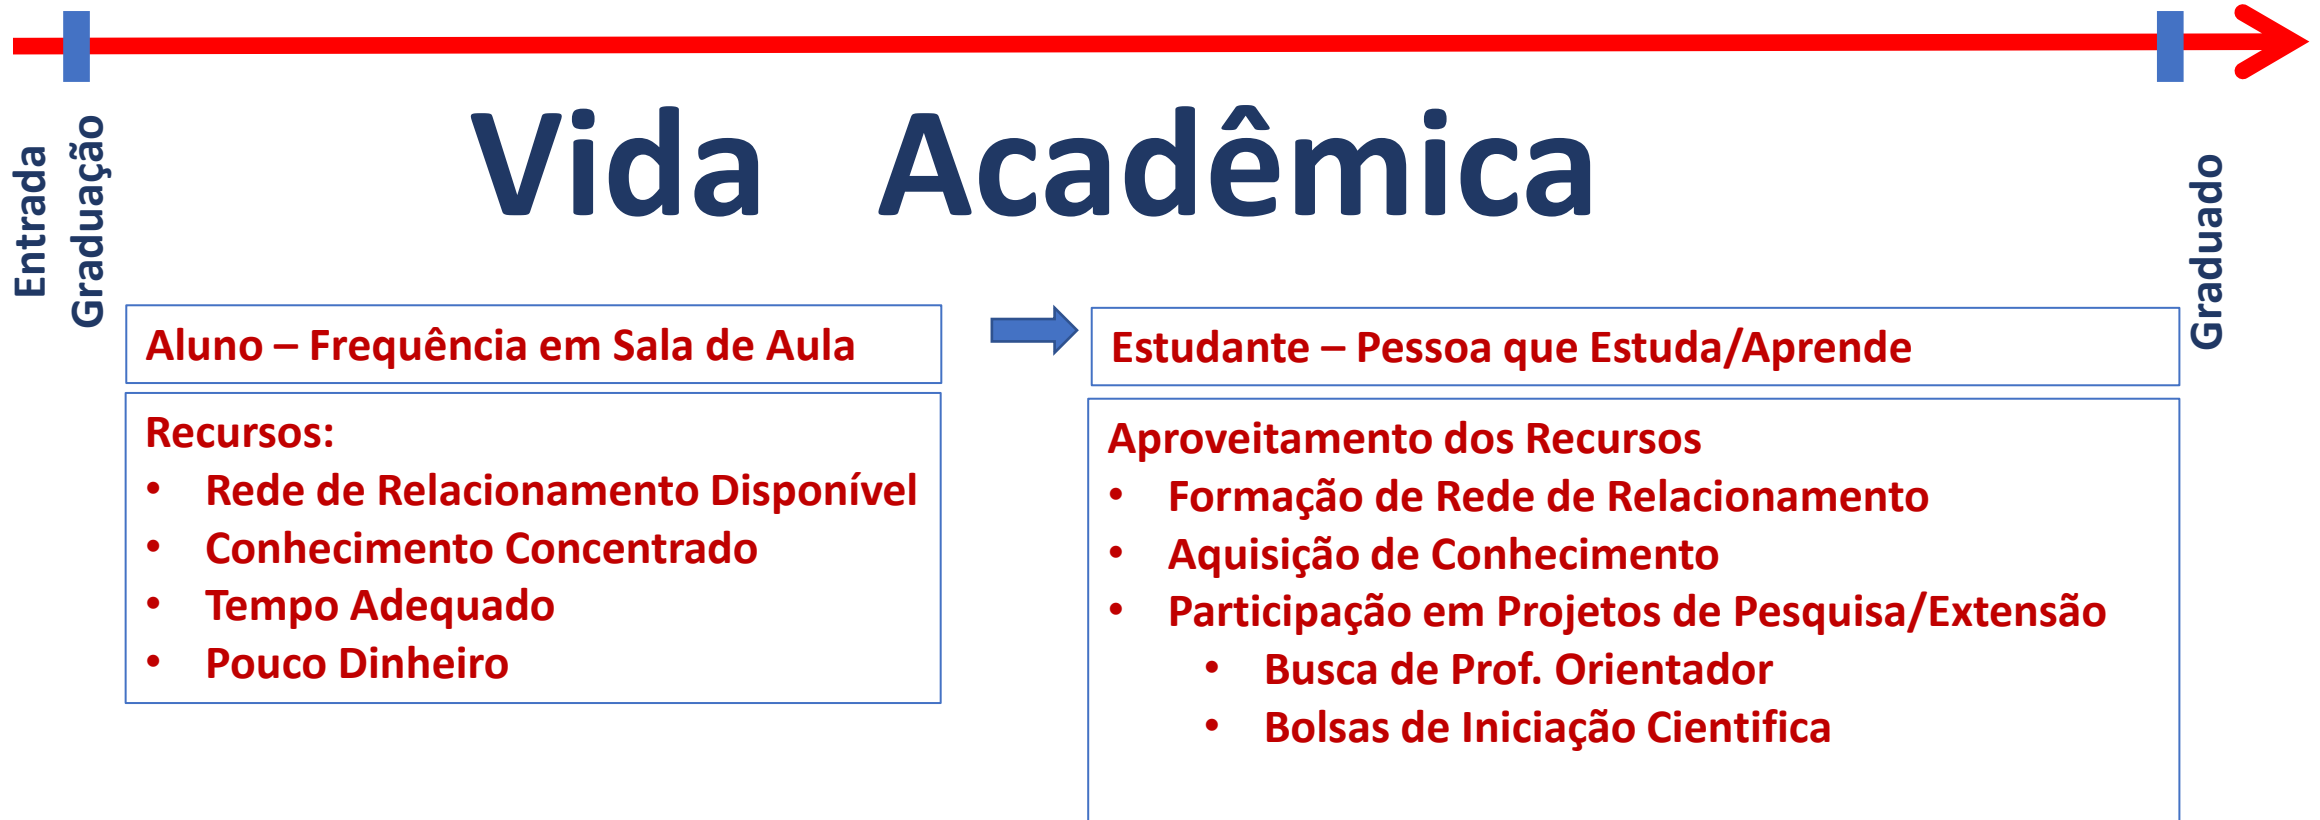 Entrada
Graduação
Vida Acadêmica
Graduado
Aluno – Frequência em Sala de Aula
Recursos:
• Rede de Relacionamento Disponível
• Conhecimento Concentrado
• Tempo Adequado
• Pouco Dinheiro
Estudante – Pessoa que Estuda/Aprende
Aproveitamento dos Recursos
• Formação de Rede de Relacionamento
• Aquisição de Conhecimento
• Participação em Projetos de Pesquisa/Extensão
• Busca de Prof. Orientador
• Bolsas de Iniciação Cientifica